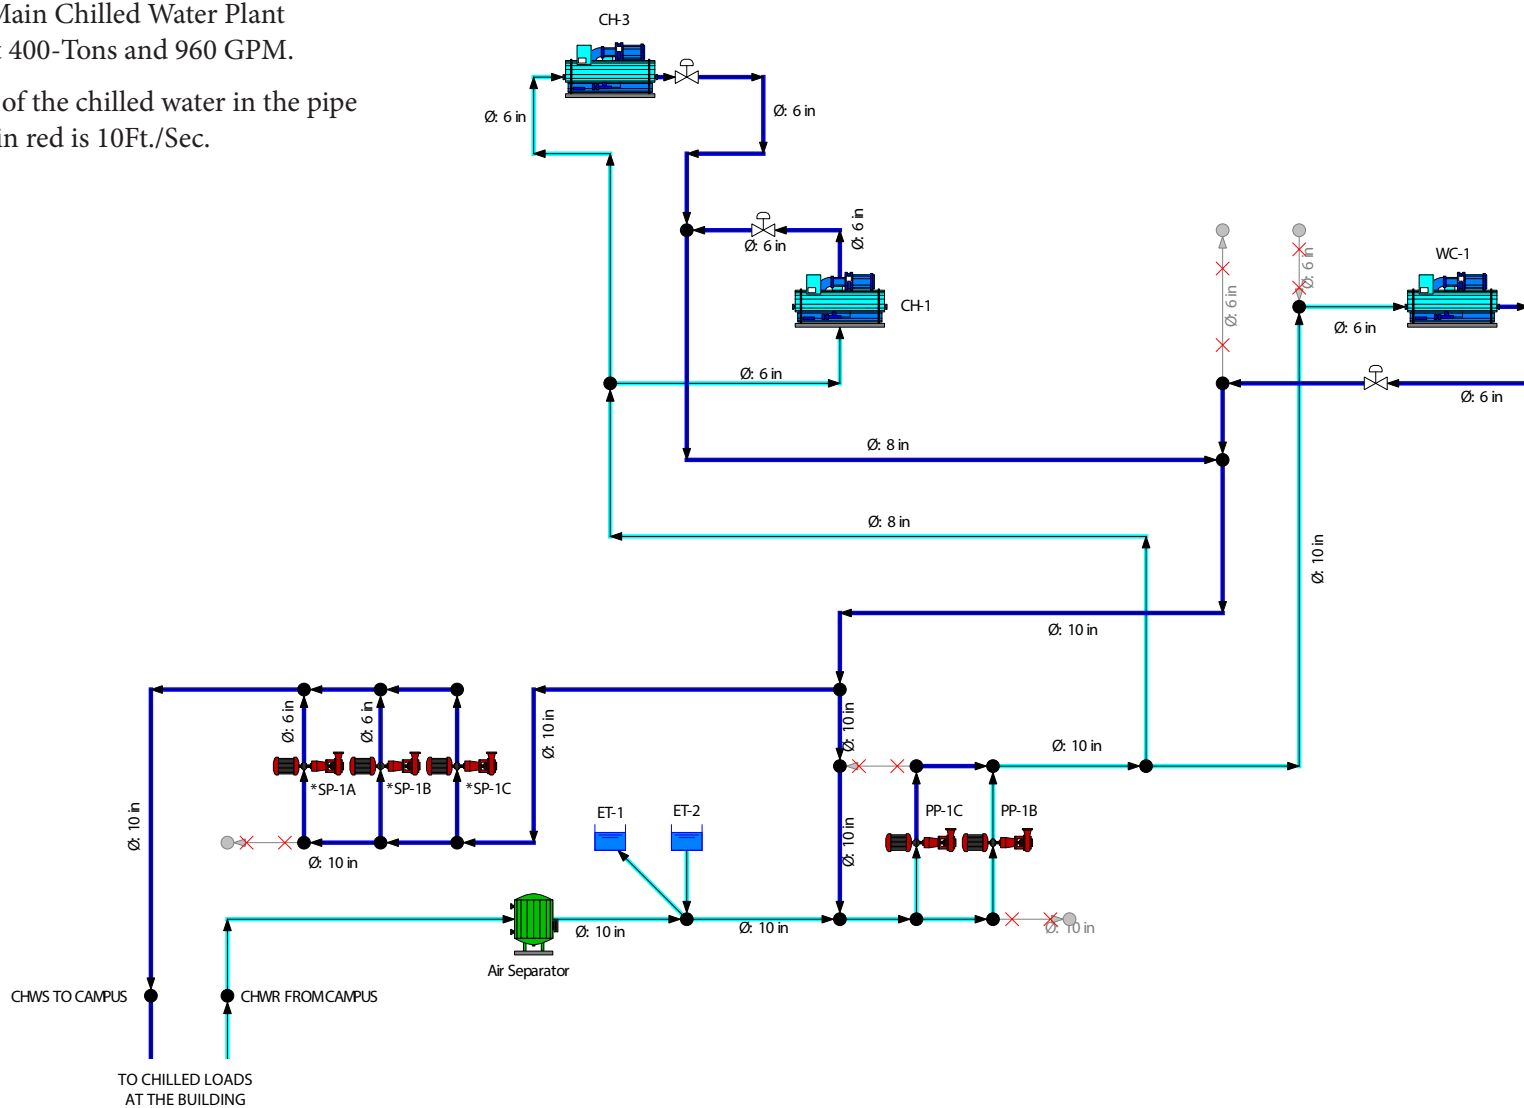 Main Chilled Water Plant
400-Tons and 960 GPM.
of the chilled water in the pipe
in red is 10Ft./Sec.
CH-3
Ø: 6 in
Ø: 6 in
Ø: 6 in
Ø: 6 in
CH-1
Ø: 6 in
Ø: 6 in
Ø: 6 in
WC-1
Ø: 6 in
Ø: 6 in
Ø: 8 in
Ø: 8 in
Ø: 10 in
Ø: 10 in
Ø: 6 in
Ø: 6 in
Ø: 10 in
Ø: 10 in
Ø: 10 in
*SP-1A
*SP-1B
*SP-1C
Ø: 10 in
Ø: 10 in
ET-1
ET-2
PP-1C
PP-1B
Ø: 10 in
Ø: 10 in
Ø: 10 in
Ø: 10 in
Ø: 10 in
Air Separator
CHWS TO CAMPUS
CHWR FROM CAMPUS
TO CHILLED LOADS
AT THE BUILDING